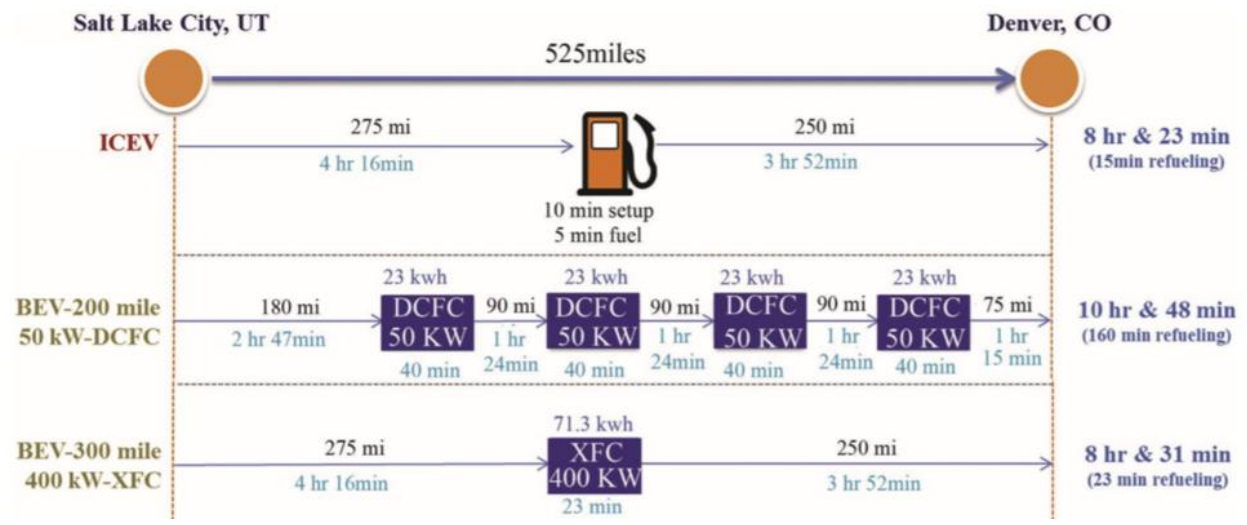 Salt Lake City, UT
Denver, CO
525miles
ICEV
275 mi
4 hr 16min
10 min setup
5 min fuel
250 mi
3 hr 52min
8 hr & 23 min
(15min refueling)
BEV-200 mile
50 kW-DCFC
180 mi
2 hr 47min
23 kwh
DCFC
50 KW
40 min
90 mi
1 hr
24min
23 kwh
DCFC
50 KW
40 min
90 mi
1 hr
24min
23 kwh
DCFC
50 KW
40 min
90 mi
1 hr
24min
23 kwh
DCFC
50 KW
40 min
75 mi
1 hr
15 min
10 hr & 48 min
(160 min refueling)
BEV-300 mile
400 kW-XFC
275 mi
4 hr 16min
71.3 kwh
XFC
400 KW
23 min
250 mi
3 hr 52min
8 hr & 31 min
(23 min refueling)